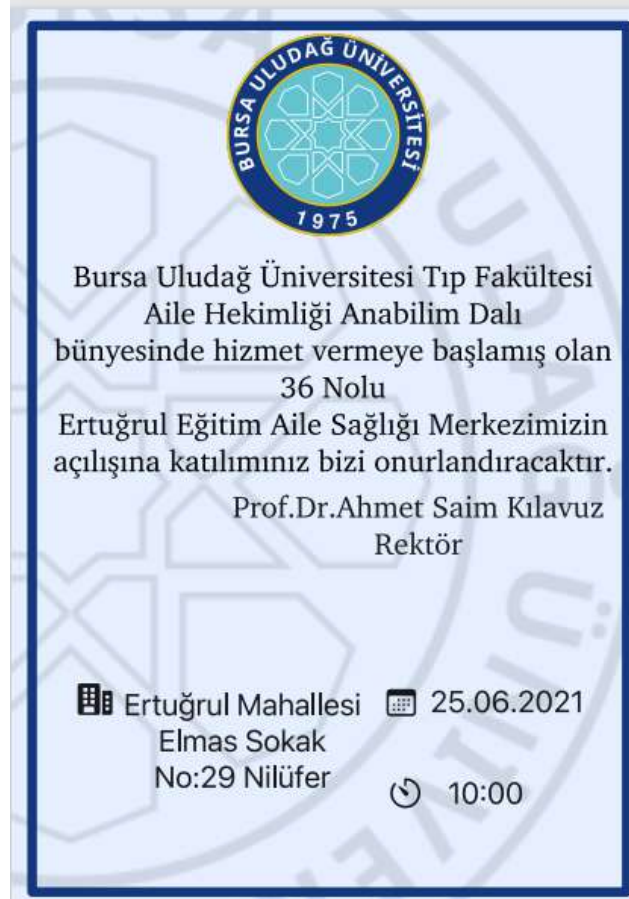 BURSA ULUDAĞ ÜNİVERSİTESİ
1975
Bursa Uludağ Üniversitesi Tıp Fakültesi
Aile Hekimliği Anabilim Dalı
bünyesinde hizmet vermeye başlamış olan
36 Nolu
Ertuğrul Eğitim Aile Sağlığı Merkezimizin
açılışına katılımınız bizi onurlandıracaktır.
Prof.Dr.Ahmet Saim Kılavuz
Rektör
Ertuğrul Mahallesi
Elmas Sokak
No:29 Nilüfer
25.06.2021
10:00